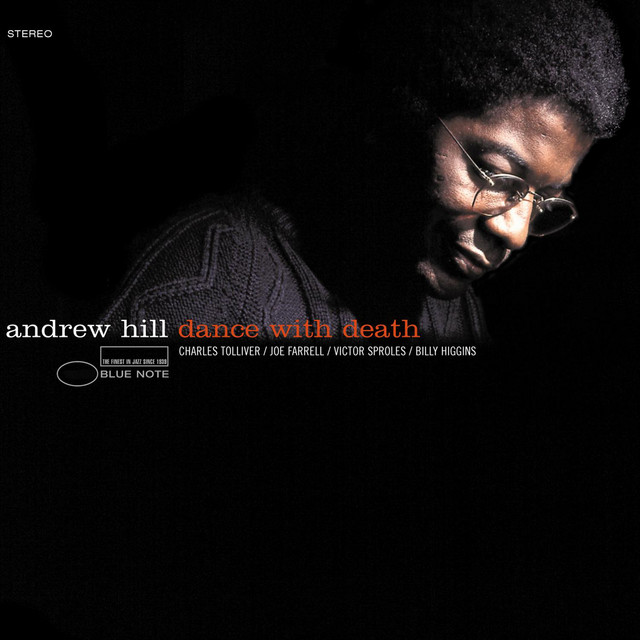 STEREO
andrew hill dance with death
CHARLES TOLLIVER / JOE FARRELL / VICTOR SPROLES / BILLY HIGGINS
THE FINEST IN JAZZ SINCE 1939
BLUE NOTE